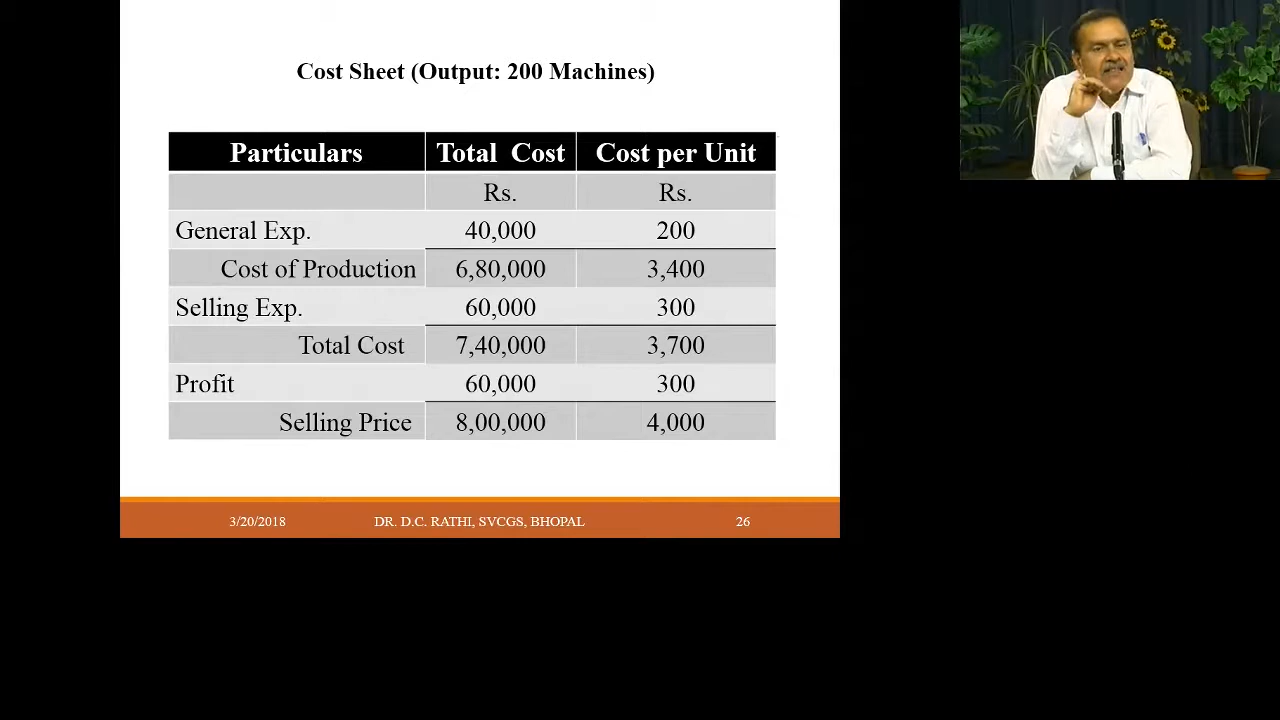 Cost Sheet (Output: 200 Machines)
Particulars Total Cost Cost per Unit
Rs. Rs.
General Exp. 40,000 200
Cost of Production 6,80,000 3,400
Selling Exp. 60,000 300
Total Cost 7,40,000 3,700
Profit 60,000 300
Selling Price 8,00,000 4,000
3/20/2018 DR. D.C. RATHI, SVCGS, BHOPAL 26